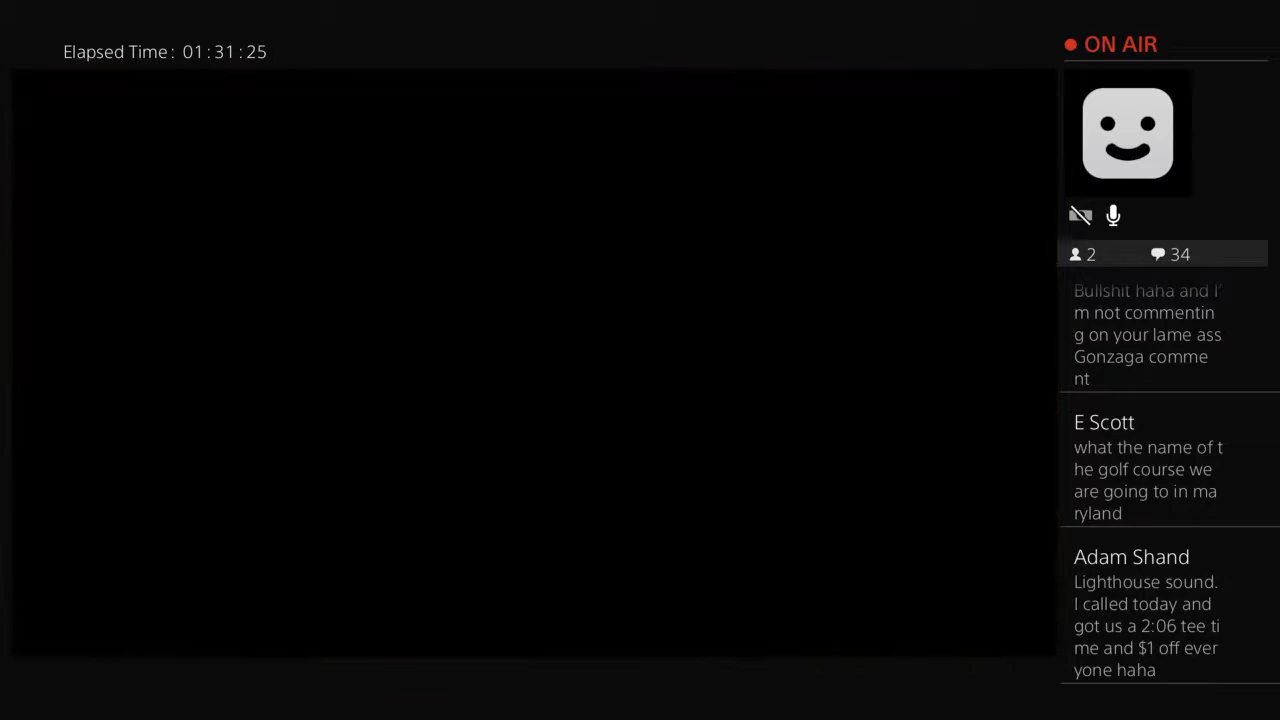 Elapsed Time: 01:31:25
ON AIR
2 34
Bullshit haha and I'
m not commentin
g on your lame ass
Gonzaga comme
nt
E Scott
what the name of t
he golf course we
are going to in ma
ryland
Adam Shand
Lighthouse sound.
I called today and
got us a 2:06 tee ti
me and $1 off ever
yone haha